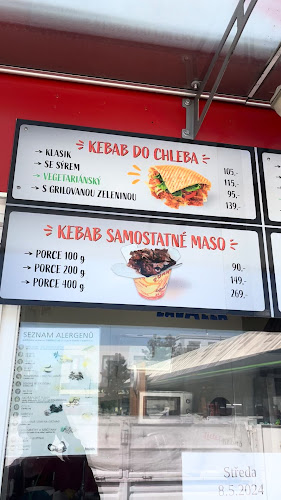 KEBAB DO CHLEBA
→ KLASIK 105,-
→ SE SÝREM 115,-
→ VEGETARIÁNSKÝ 95,-
→ S GRILOVANOU ZELENINOU 139,-
KEBAB SAMOSTATNÉ MASO
→ PORCE 100 g 90,-
→ PORCE 200 g 149,-
→ PORCE 400 g 269,-
SEZNAM ALERGENŮ
Středa
8.5.2024